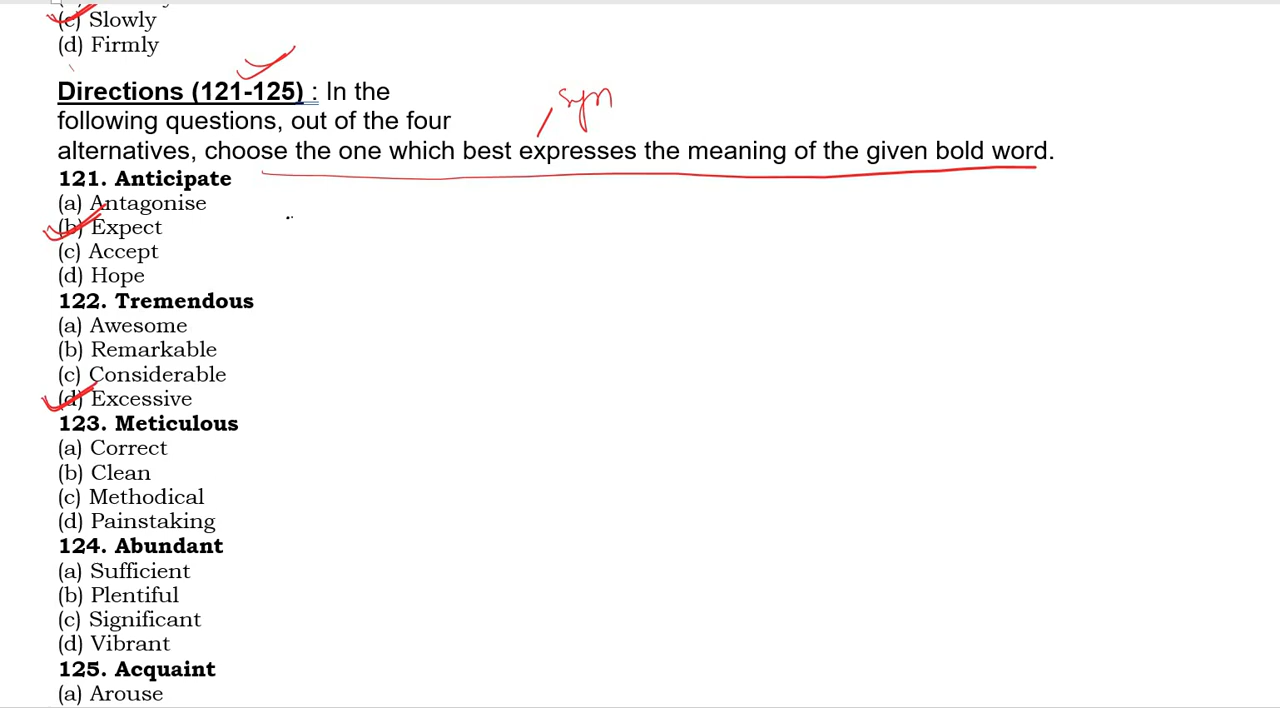 (c) Slowly
(d) Firmly
Directions (121-125) : In the
following questions, out of the four
syn
alternatives, choose the one which best expresses the meaning of the given bold word.
121. Anticipate
(a) Antagonise
(b) Expect
(c) Accept
(d) Hope
122. Tremendous
(a) Awesome
(b) Remarkable
(c) Considerable
(d) Excessive
123. Meticulous
(a) Correct
(b) Clean
(c) Methodical
(d) Painstaking
124. Abundant
(a) Sufficient
(b) Plentiful
(c) Significant
(d) Vibrant
125. Acquaint
(a) Arouse